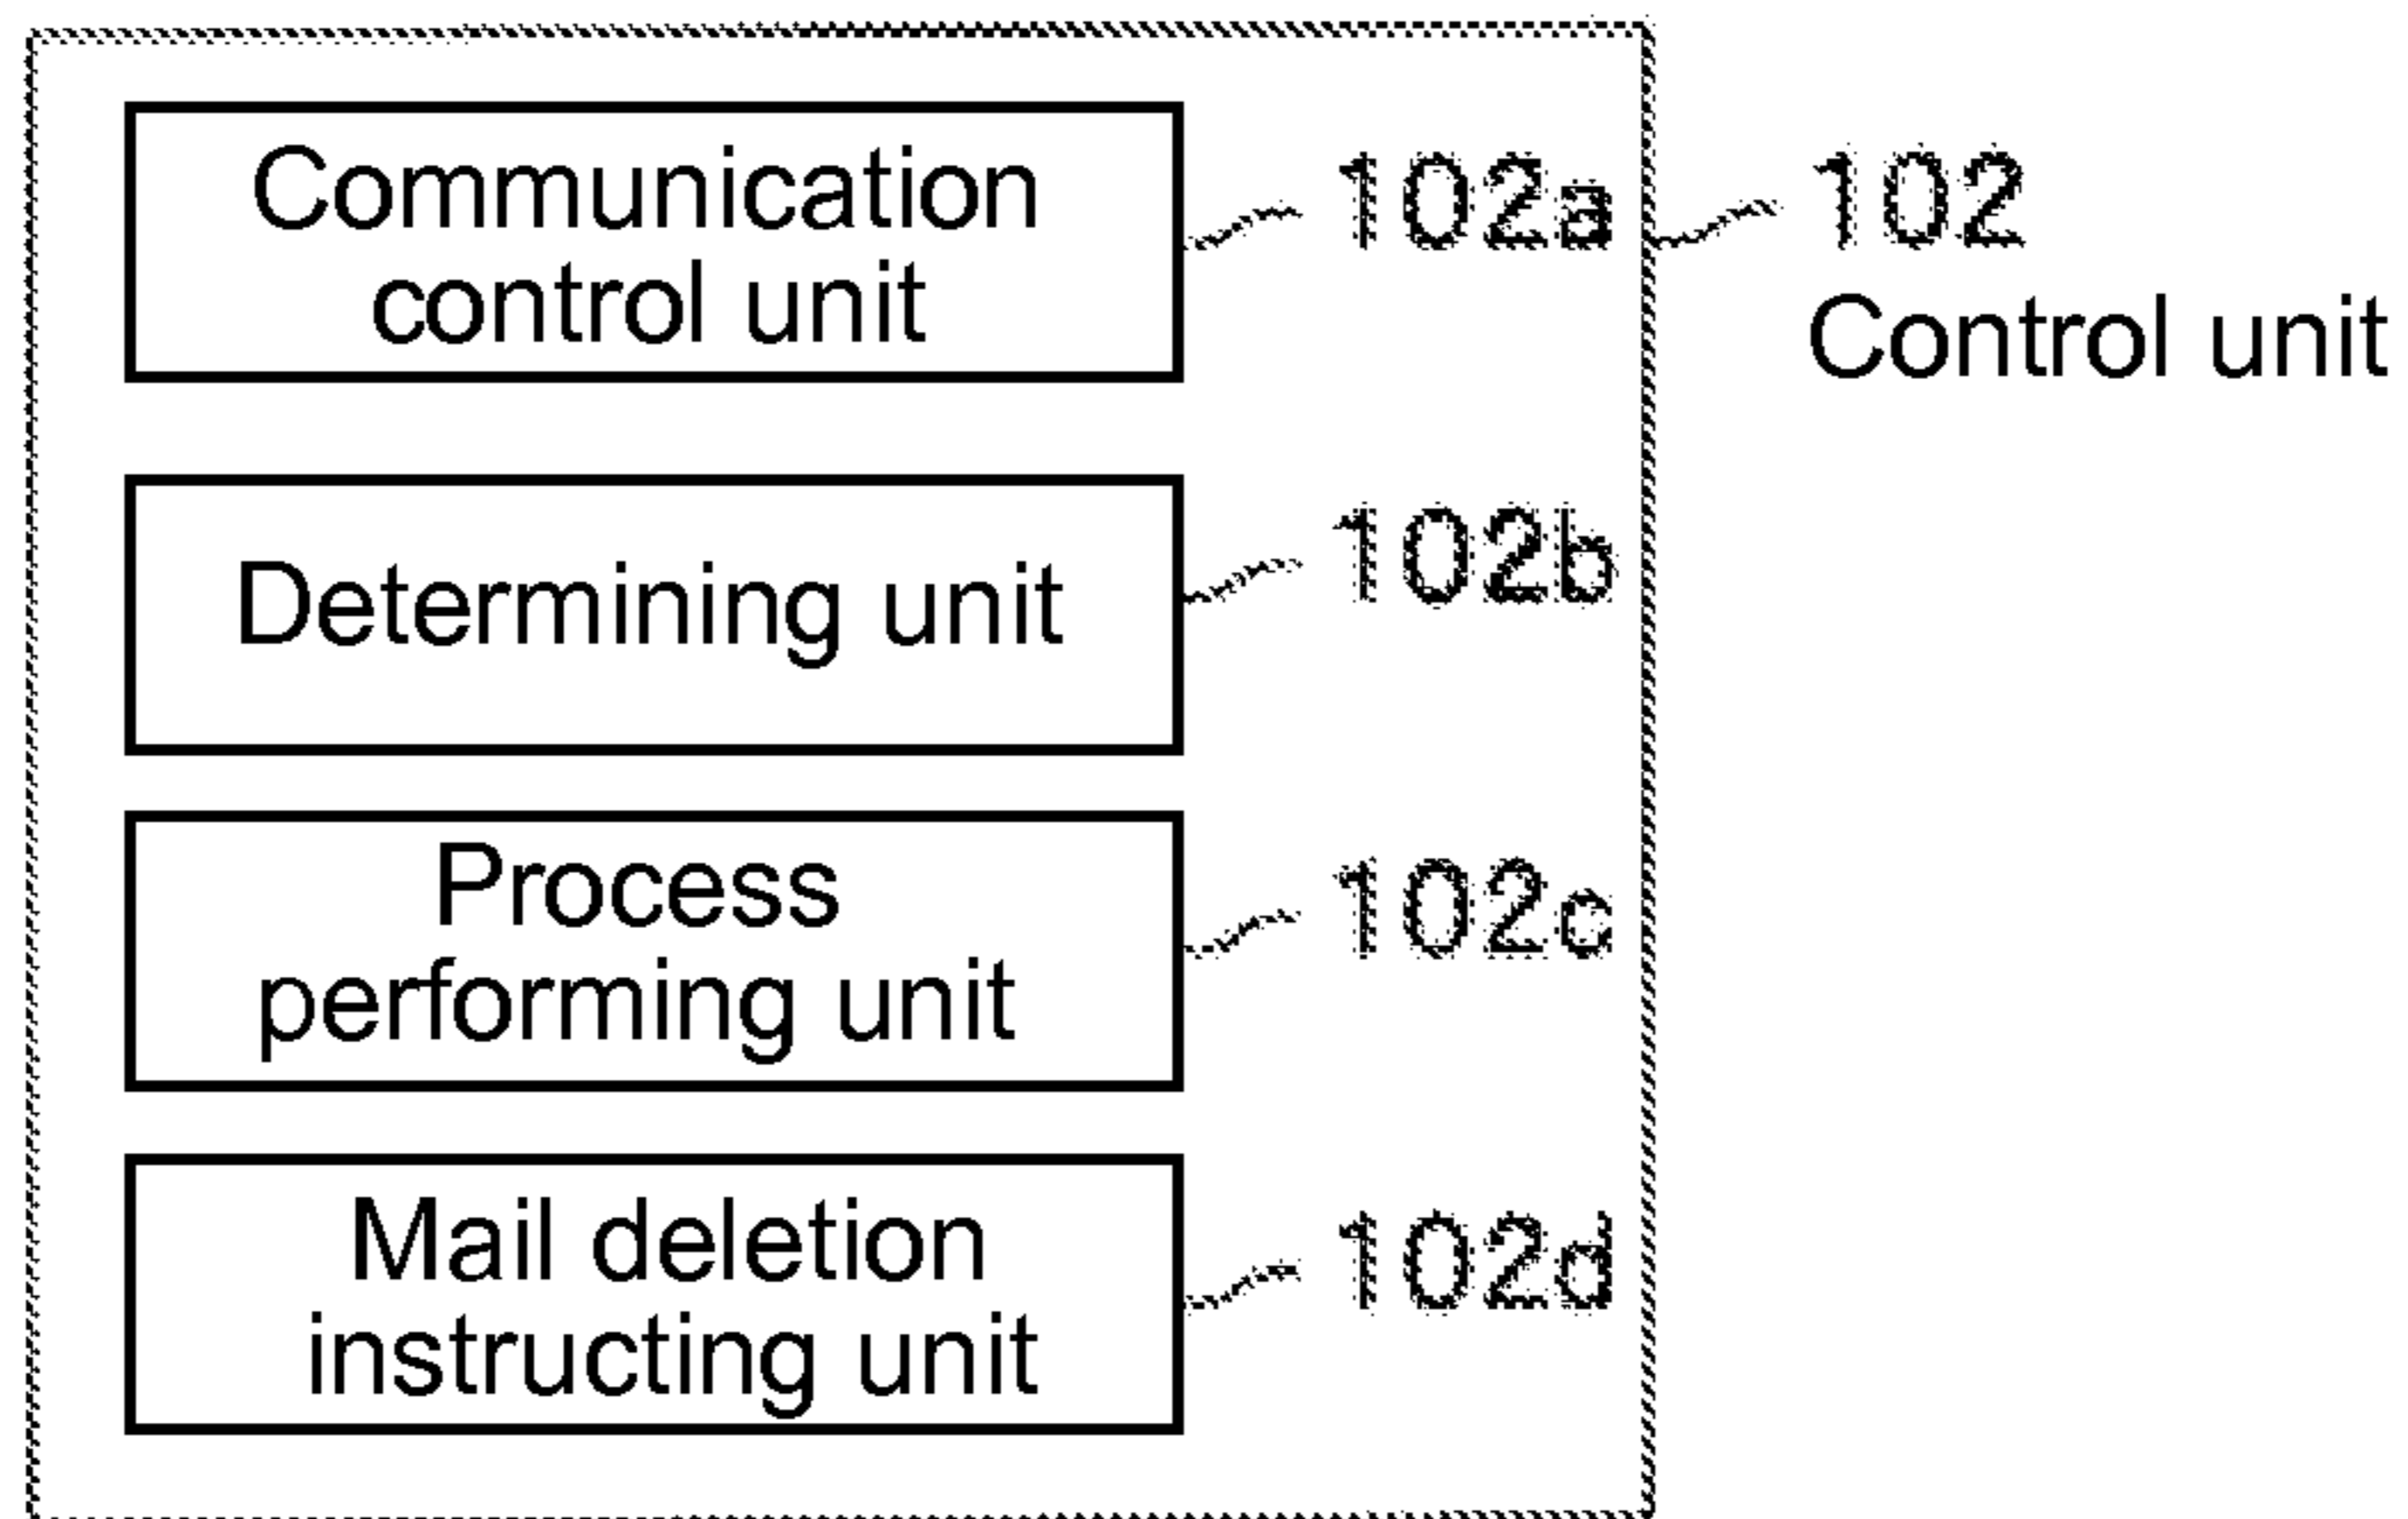 Communication
control unit
102a
102
Control unit
Determining unit
102b
Process
performing unit
102c
Mail deletion
instructing unit
102d